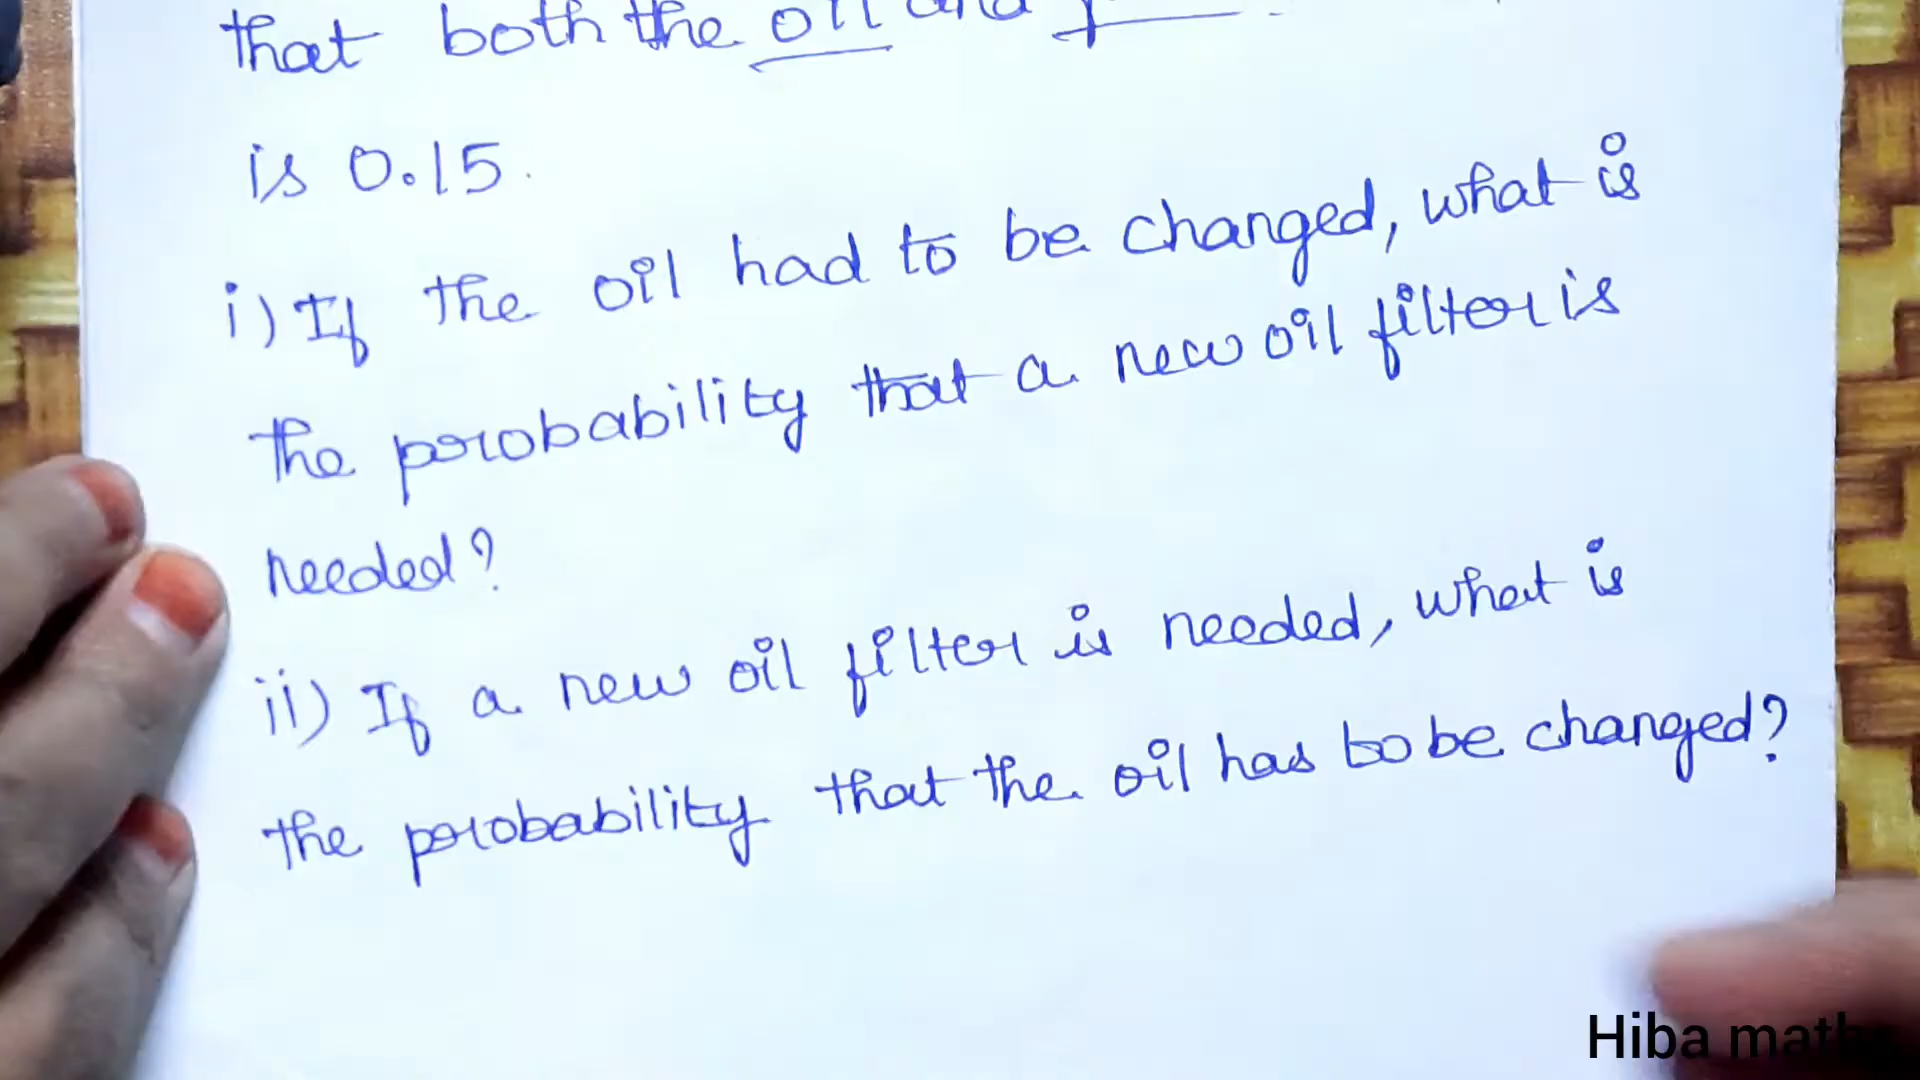 that both the oil and
is 0.15.
i) If the oil had to be changed, what is
the probability that a new oil filter is
needed?
ii) If a new oil filter is needed, what is
the probability that the oil has to be changed?
Hiba maths